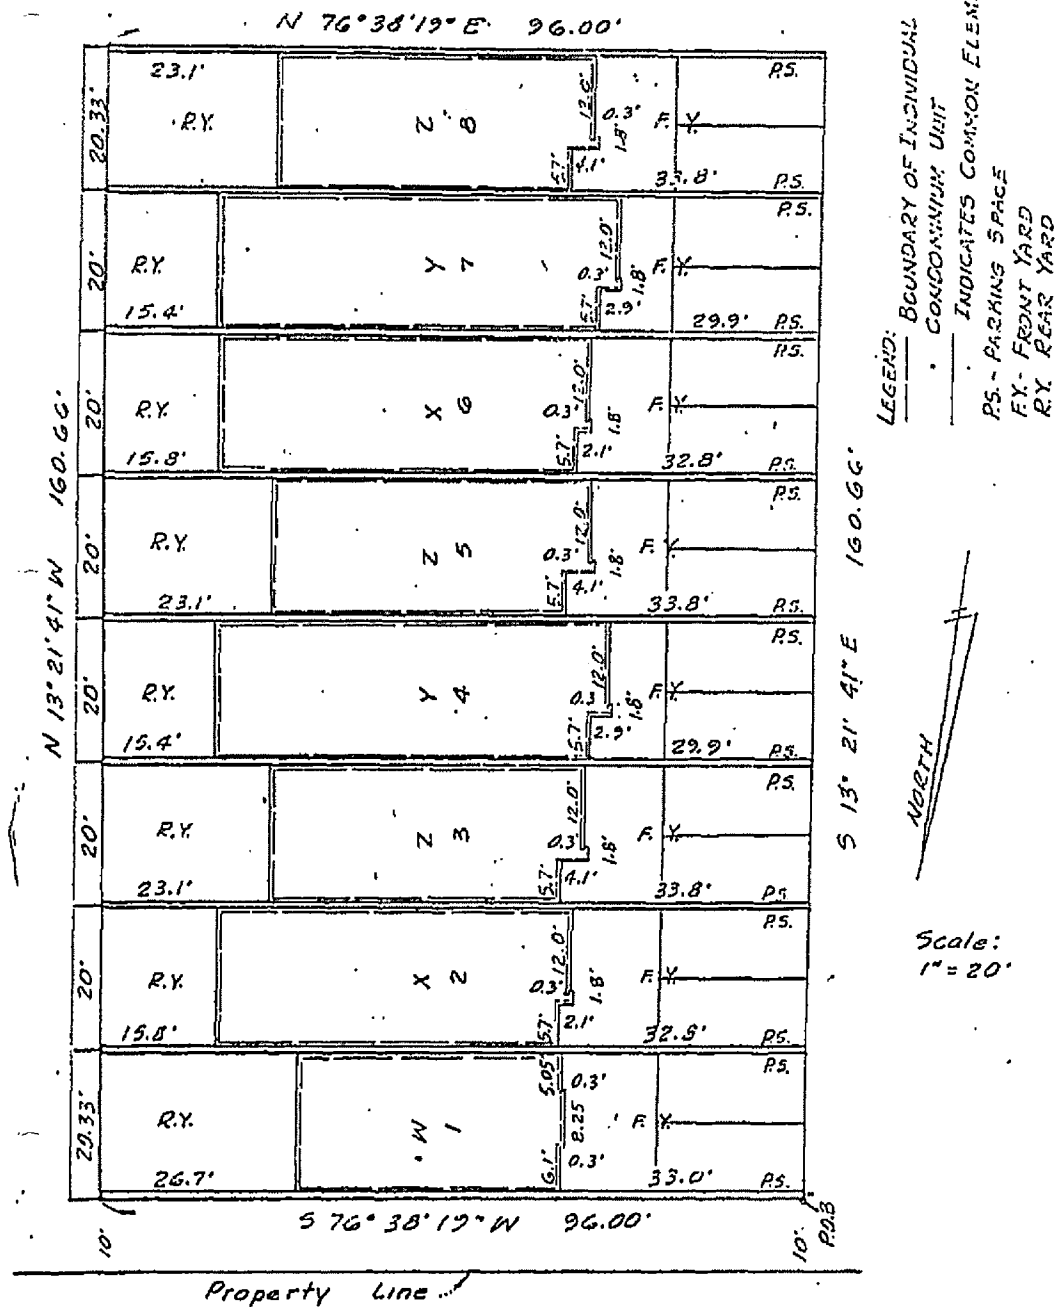 N 76°38'19" E 96.00'
20.33'
23.1'
R.Y.
Z
8
12.0'
0.3'
1.8'
5.7'
4.1'
F.Y.
33.8'
P.S.
P.S.
20'
R.Y.
15.4'
Y
7
12.0'
0.3'
1.8'
5.7'
2.9'
F.Y.
29.9'
P.S.
P.S.
20'
R.Y.
15.8'
X
6
12.0'
0.3'
1.8'
5.7'
2.1'
F.Y.
32.8'
P.S.
P.S.
20'
R.Y.
23.1'
Z
5
12.0'
0.3'
1.8'
5.7'
4.1'
F.Y.
33.8'
P.S.
P.S.
20'
R.Y.
15.4'
Y
4
12.0'
0.3
1.8'
5.7'
2.9'
F.Y.
29.9'
P.S.
P.S.
20'
R.Y.
23.1'
Z
3
12.0'
0.3'
1.8'
5.7'
4.1'
F.Y.
33.8'
P.S.
P.S.
20'
R.Y.
15.8'
X
2
12.0'
0.3'
1.8'
5.7'
2.1'
F.Y.
32.8'
P.S.
P.S.
20.33'
R.Y.
26.7'
W
1
5.05'
0.3'
8.25
0.3'
6.1'
F.Y.
33.0'
P.S.
P.S.
N 13° 21' 41" W 160.66'
S 13° 21' 41" E 160.66'
S 76° 38' 19" W 96.00'
10'
10'
P.O.B
Property Line
LEGEND:
BOUNDARY OF INDIVIDUAL
CONDOMINIUM UNIT
INDICATES COMMON ELEM.
P.S. - PARKING SPACE
F.Y. - FRONT YARD
R.Y. REAR YARD
NORTH
Scale:
1" = 20'